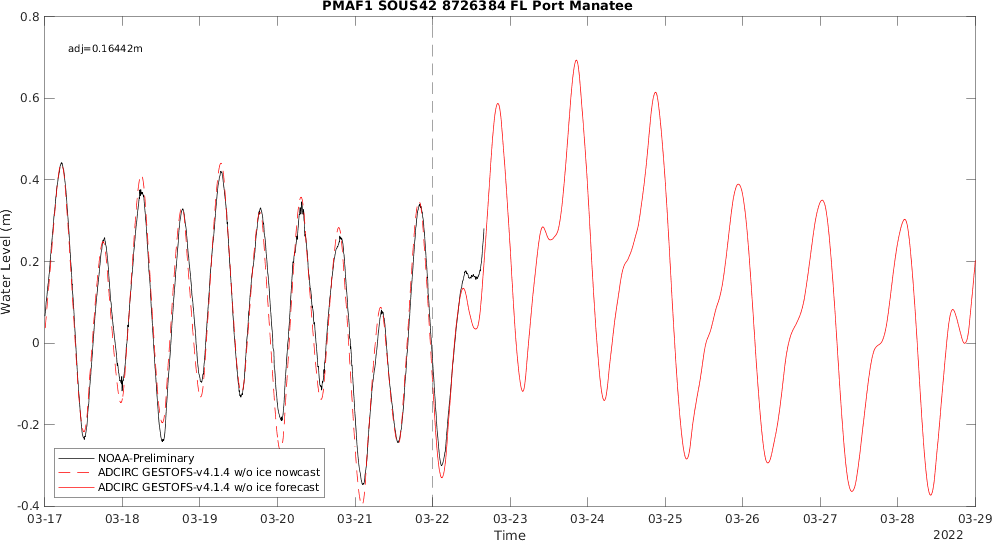 PMAF1 SOUS42 8726384 FL Port Manatee
adj=0.16442m
Water Level (m)
0.8
0.6
0.4
0.2
0
-0.2
-0.4
NOAA-Preliminary
ADCIRC GESTOFS-v4.1.4 w/o ice nowcast
ADCIRC GESTOFS-v4.1.4 w/o ice forecast
03-17 03-18 03-19 03-20 03-21 03-22 03-23 03-24 03-25 03-26 03-27 03-28 03-29
Time
2022